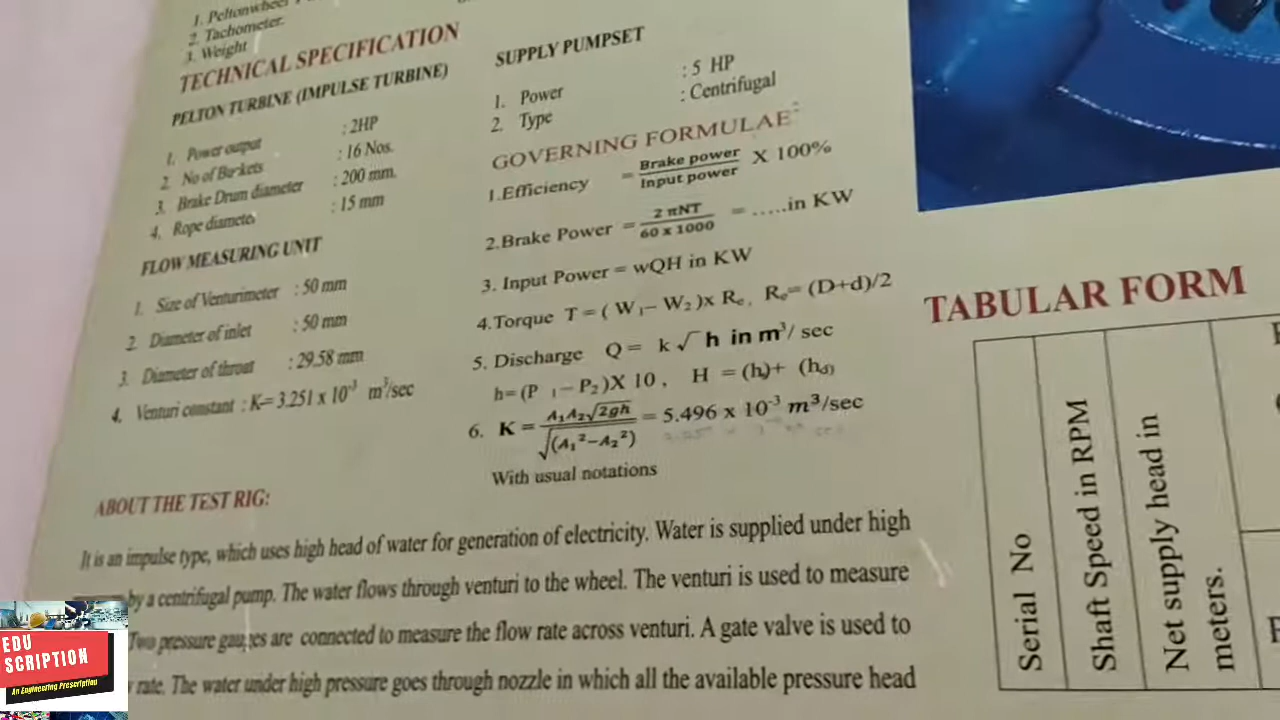 1. Peltonwheel
2. Tachometer.
3. Weight
TECHNICAL SPECIFICATION
PELTON TURBINE (IMPULSE TURBINE)
1. Power output : 2HP
2. No of Buckets : 16 Nos.
3. Brake Drum diameter : 200 mm.
4. Rope diameter : 15 mm
FLOW MEASURING UNIT
1. Size of Venturimeter : 50 mm
2. Diameter of inlet : 50 mm
3. Diameter of throat : 29.58 mm
4. Venturi constant : K= 3.251 x 10⁻³ m³/sec
SUPPLY PUMPSET
1. Power : 5 HP
2. Type : Centrifugal
GOVERNING FORMULAE
1.Efficiency = Brake power / Input power X 100%
2.Brake Power = 2 πNT / 60 x 1000 = .....in KW
3. Input Power = wQH in KW
4.Torque T = ( W₁– W₂ )x Rₑ, Rₑ= (D+d)/2
5. Discharge Q = k √ h in m³/ sec
h= (P ₁ – P₂ )X 10 , H = (h)+ (hd)
6. K = A₁A₂√2gh / √(A₁²–A₂²) = 5.496 x 10⁻³ m³/sec
With usual notations
ABOUT THE TEST RIG:
It is an impulse type, which uses high head of water for generation of electricity. Water is supplied under high
by a centrifugal pump. The water flows through venturi to the wheel. The venturi is used to measure
Two pressure gauges are connected to measure the flow rate across venturi. A gate valve is used to
rate. The water under high pressure goes through nozzle in which all the available pressure head
TABULAR FORM
Serial No
Shaft Speed in RPM
Net supply head in
meters.
EDU
SCRIPTION
An Engineering Prescription